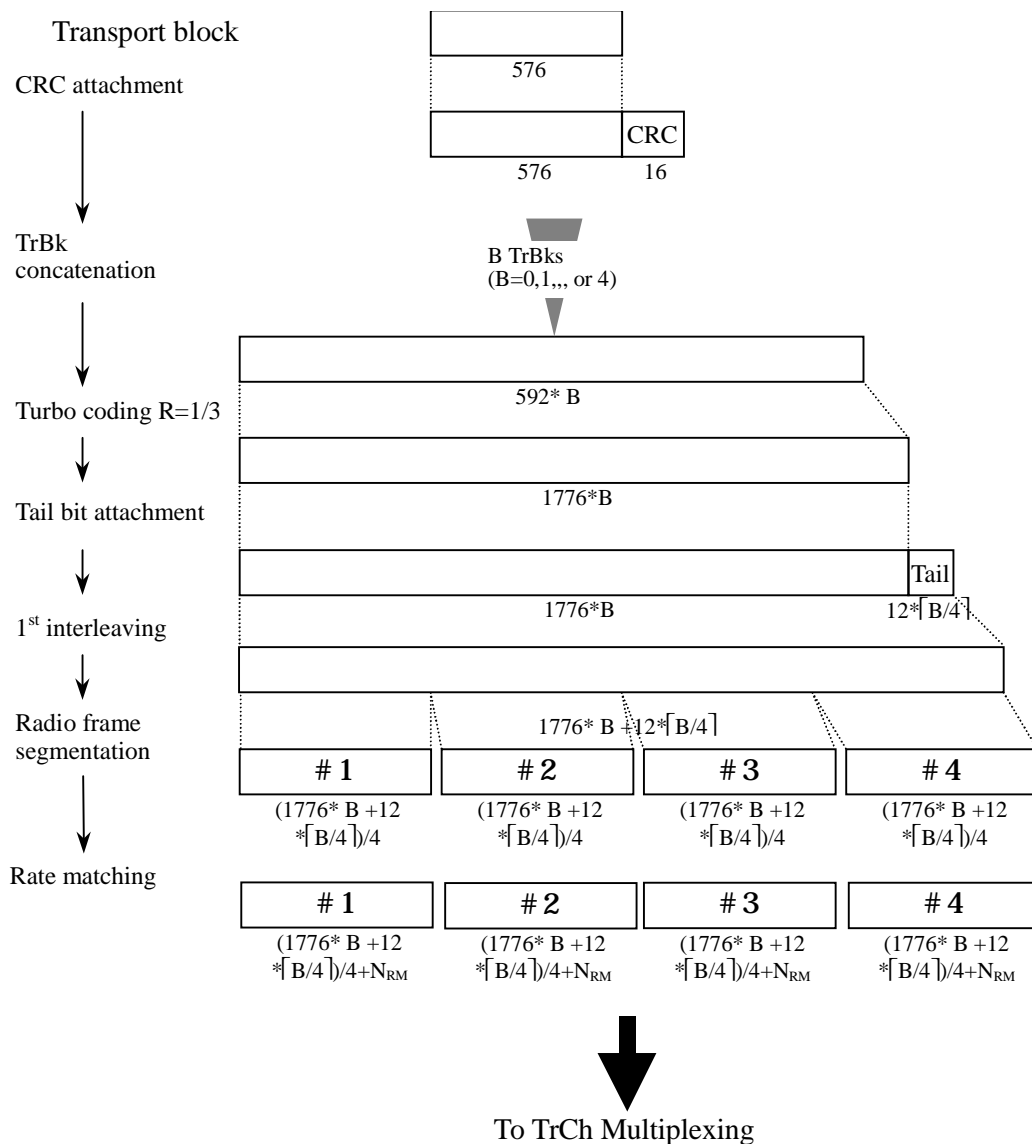 Transport block
576
CRC attachment
CRC
576 16
TrBk
concatenation
B TrBks
(B=0,1,,, or 4)
592* B
Turbo coding R=1/3
1776*B
Tail bit attachment
Tail
1776*B 12*⌈B/4⌉
1st interleaving
Radio frame
segmentation
1776* B +12*⌈B/4⌉
#1 #2 #3 #4
(1776* B +12 (1776* B +12 (1776* B +12 (1776* B +12
*⌈B/4⌉)/4 *⌈B/4⌉)/4 *⌈B/4⌉)/4 *⌈B/4⌉)/4
Rate matching
#1 #2 #3 #4
(1776* B +12 (1776* B +12 (1776* B +12 (1776* B +12
*⌈B/4⌉)/4+NRM *⌈B/4⌉)/4+NRM *⌈B/4⌉)/4+NRM *⌈B/4⌉)/4+NRM
To TrCh Multiplexing